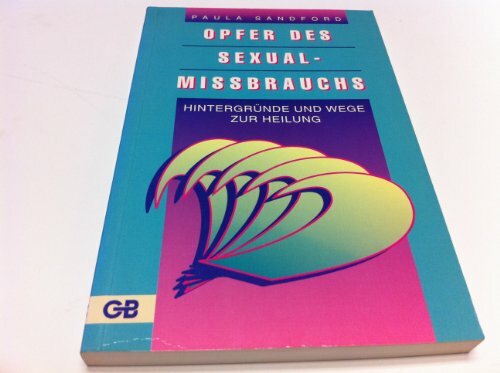 PAULA SANDFORD
OPFER DES
SEXUAL-
MISSBRAUCHS
HINTERGRÜNDE UND WEGE
ZUR HEILUNG
GB